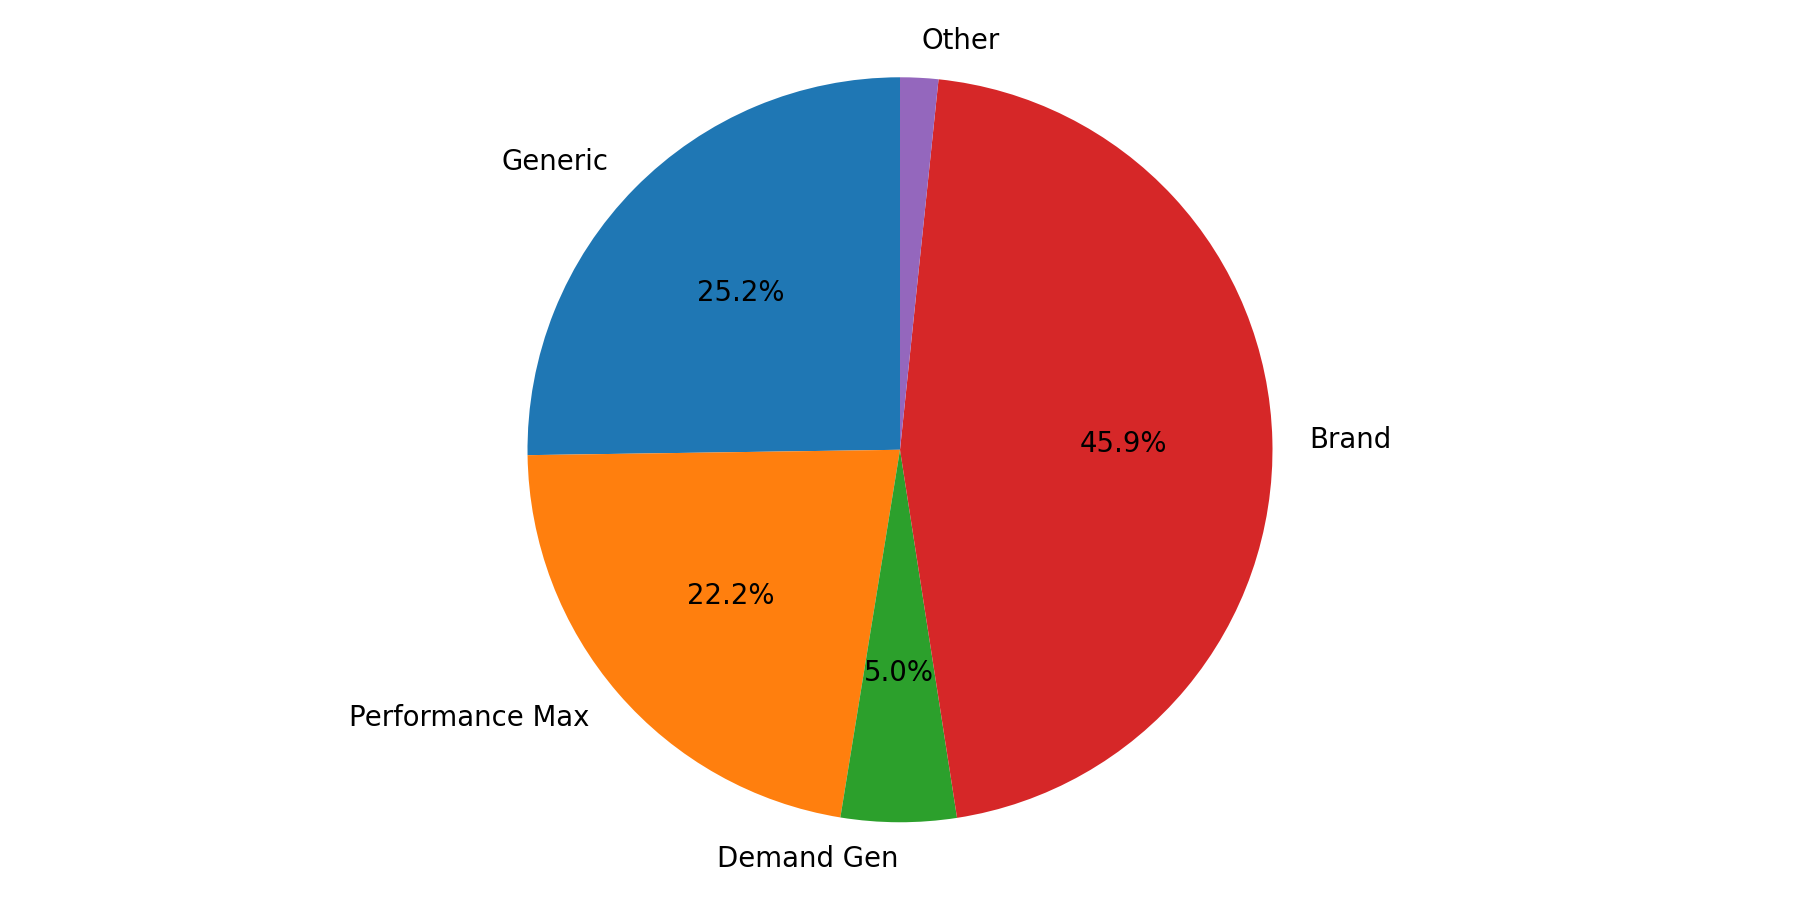 Other
Generic
25.2%
45.9%
Brand
22.2%
5.0%
Performance Max
Demand Gen